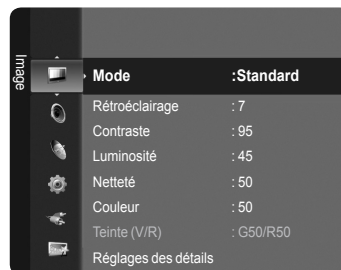 Image
Mode :Standard
Rétroéclairage : 7
Contraste : 95
Luminosité : 45
Netteté : 50
Couleur : 50
Teinte (V/R) : G50/R50
Réglages des détails